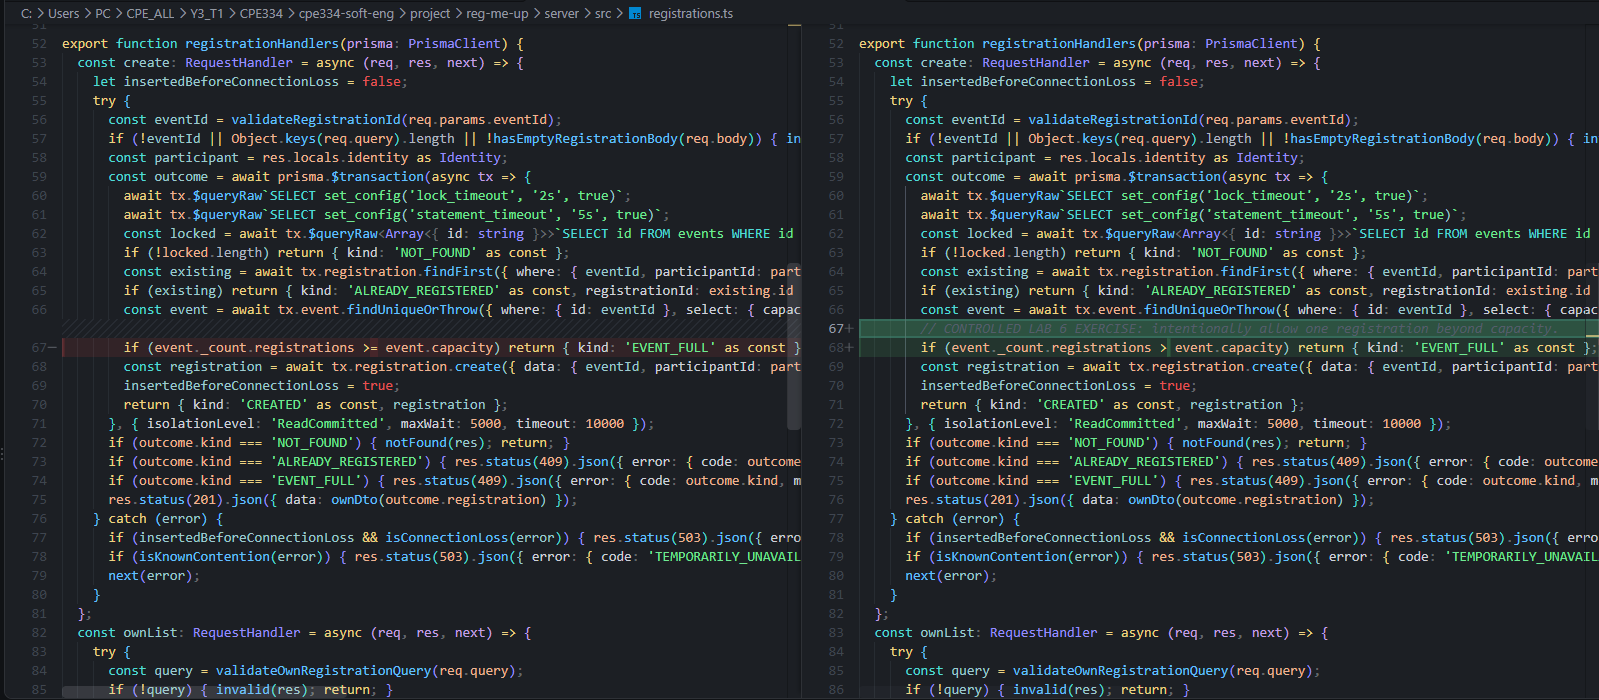 C: > Users > PC > CPE_ALL > Y3_T1 > CPE334 > cpe334-soft-eng > project > reg-me-up > server > src > TS registrations.ts
51
52 export function registrationHandlers(prisma: PrismaClient) {
53 const create: RequestHandler = async (req, res, next) => {
54 let insertedBeforeConnectionLoss = false;
55 try {
56 const eventId = validateRegistrationId(req.params.eventId);
57 if (!eventId || Object.keys(req.query).length || !hasEmptyRegistrationBody(req.body)) { in
58 const participant = res.locals.identity as Identity;
59 const outcome = await prisma.$transaction(async tx => {
60 await tx.$queryRaw`SELECT set_config('lock_timeout', '2s', true)`;
61 await tx.$queryRaw`SELECT set_config('statement_timeout', '5s', true)`;
62 const locked = await tx.$queryRaw<Array<{ id: string }>>`SELECT id FROM events WHERE id
63 if (!locked.length) return { kind: 'NOT_FOUND' as const };
64 const existing = await tx.registration.findFirst({ where: { eventId, participantId: part
65 if (existing) return { kind: 'ALREADY_REGISTERED' as const, registrationId: existing.id
66 const event = await tx.event.findUniqueOrThrow({ where: { id: eventId }, select: { capac
67− if (event._count.registrations >= event.capacity) return { kind: 'EVENT_FULL' as const }
68 const registration = await tx.registration.create({ data: { eventId, participantId: part
69 insertedBeforeConnectionLoss = true;
70 return { kind: 'CREATED' as const, registration };
71 }, { isolationLevel: 'ReadCommitted', maxWait: 5000, timeout: 10000 });
72 if (outcome.kind === 'NOT_FOUND') { notFound(res); return; }
73 if (outcome.kind === 'ALREADY_REGISTERED') { res.status(409).json({ error: { code: outcome
74 if (outcome.kind === 'EVENT_FULL') { res.status(409).json({ error: { code: outcome.kind, m
75 res.status(201).json({ data: ownDto(outcome.registration) });
76 } catch (error) {
77 if (insertedBeforeConnectionLoss && isConnectionLoss(error)) { res.status(503).json({ erro
78 if (isKnownContention(error)) { res.status(503).json({ error: { code: 'TEMPORARILY_UNAVAIL
79 next(error);
80 }
81 };
82 const ownList: RequestHandler = async (req, res, next) => {
83 try {
84 const query = validateOwnRegistrationQuery(req.query);
85 if (!query) { invalid(res); return; }
51
52 export function registrationHandlers(prisma: PrismaClient) {
53 const create: RequestHandler = async (req, res, next) => {
54 let insertedBeforeConnectionLoss = false;
55 try {
56 const eventId = validateRegistrationId(req.params.eventId);
57 if (!eventId || Object.keys(req.query).length || !hasEmptyRegistrationBody(req.body)) { in
58 const participant = res.locals.identity as Identity;
59 const outcome = await prisma.$transaction(async tx => {
60 await tx.$queryRaw`SELECT set_config('lock_timeout', '2s', true)`;
61 await tx.$queryRaw`SELECT set_config('statement_timeout', '5s', true)`;
62 const locked = await tx.$queryRaw<Array<{ id: string }>>`SELECT id FROM events WHERE id
63 if (!locked.length) return { kind: 'NOT_FOUND' as const };
64 const existing = await tx.registration.findFirst({ where: { eventId, participantId: part
65 if (existing) return { kind: 'ALREADY_REGISTERED' as const, registrationId: existing.id
66 const event = await tx.event.findUniqueOrThrow({ where: { id: eventId }, select: { capac
67+ // CONTROLLED LAB 6 EXERCISE: intentionally allow one registration beyond capacity.
68+ if (event._count.registrations > event.capacity) return { kind: 'EVENT_FULL' as const };
69 const registration = await tx.registration.create({ data: { eventId, participantId: part
70 insertedBeforeConnectionLoss = true;
71 return { kind: 'CREATED' as const, registration };
72 }, { isolationLevel: 'ReadCommitted', maxWait: 5000, timeout: 10000 });
73 if (outcome.kind === 'NOT_FOUND') { notFound(res); return; }
74 if (outcome.kind === 'ALREADY_REGISTERED') { res.status(409).json({ error: { code: outcome
75 if (outcome.kind === 'EVENT_FULL') { res.status(409).json({ error: { code: outcome.kind, m
76 res.status(201).json({ data: ownDto(outcome.registration) });
77 } catch (error) {
78 if (insertedBeforeConnectionLoss && isConnectionLoss(error)) { res.status(503).json({ erro
79 if (isKnownContention(error)) { res.status(503).json({ error: { code: 'TEMPORARILY_UNAVAIL
80 next(error);
81 }
82 };
83 const ownList: RequestHandler = async (req, res, next) => {
84 try {
85 const query = validateOwnRegistrationQuery(req.query);
86 if (!query) { invalid(res); return; }